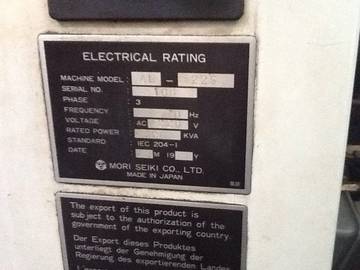 ELECTRICAL RATING
MACHINE MODEL : AL -
SERIAL NO. :
PHASE : 3
FREQUENCY : Hz
VOLTAGE : AC V
RATED POWER : KVA
STANDARD : IEC 204-1
DATE : M 19 Y
MORI SEIKI CO., LTD.
MADE IN JAPAN
The export of this product is
subject to the authorization of the
government of the exporting country.
Der Export dieses Produktes
unterliegt der Genehmigung der
Regierung des exportierenden Landes.